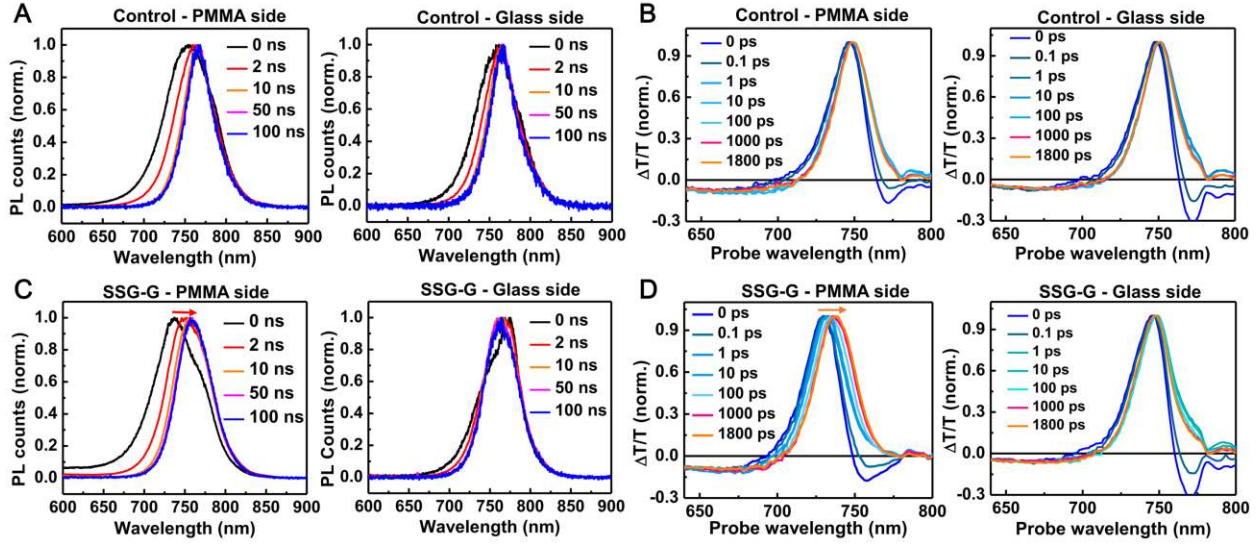 A
Control - PMMA side
PL counts (norm.)
1.0
0.8
0.6
0.4
0.2
0.0
0 ns
2 ns
10 ns
50 ns
100 ns
600 650 700 750 800 850 900
Wavelength (nm)
Control - Glass side
PL counts (norm.)
1.0
0.8
0.6
0.4
0.2
0.0
0 ns
2 ns
10 ns
50 ns
100 ns
600 650 700 750 800 850 900
Wavelength (nm)
B
Control - PMMA side
ΔT/T (norm.)
0.9
0.6
0.3
0.0
-0.3
0 ps
0.1 ps
1 ps
10 ps
100 ps
1000 ps
1800 ps
650 700 750 800
Probe wavelength (nm)
Control - Glass side
ΔT/T (norm.)
0.9
0.6
0.3
0.0
-0.3
0 ps
0.1 ps
1 ps
10 ps
100 ps
1000 ps
1800 ps
650 700 750 800
Probe wavelength (nm)
C
SSG-G - PMMA side
PL counts (norm.)
1.0
0.8
0.6
0.4
0.2
0.0
0 ns
2 ns
10 ns
50 ns
100 ns
600 650 700 750 800 850 900
Wavelength (nm)
SSG-G - Glass side
PL Counts (norm.)
1.0
0.8
0.6
0.4
0.2
0.0
0 ns
2 ns
10 ns
50 ns
100 ns
600 650 700 750 800 850 900
Wavelength (nm)
D
SSG-G - PMMA side
ΔT/T (norm.)
0.9
0.6
0.3
0.0
-0.3
0 ps
0.1 ps
1 ps
10 ps
100 ps
1000 ps
1800 ps
650 700 750 800
Probe wavelength (nm)
SSG-G - Glass side
ΔT/T (norm.)
0.9
0.6
0.3
0.0
-0.3
0 ps
0.1 ps
1 ps
10 ps
100 ps
1000 ps
1800 ps
650 700 750 800
Probe wavelength (nm)